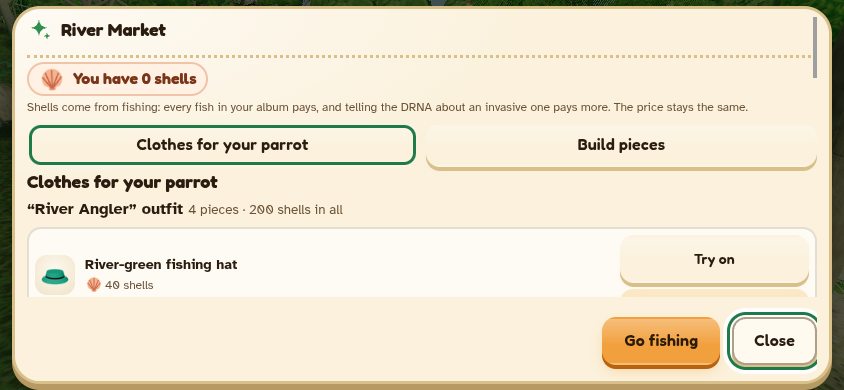 River Market
You have 0 shells
Shells come from fishing: every fish in your album pays, and telling the DRNA about an invasive one pays more. The price stays the same.
Clothes for your parrot
Build pieces
Clothes for your parrot
“River Angler” outfit 4 pieces · 200 shells in all
River-green fishing hat
40 shells
Try on
Go fishing
Close